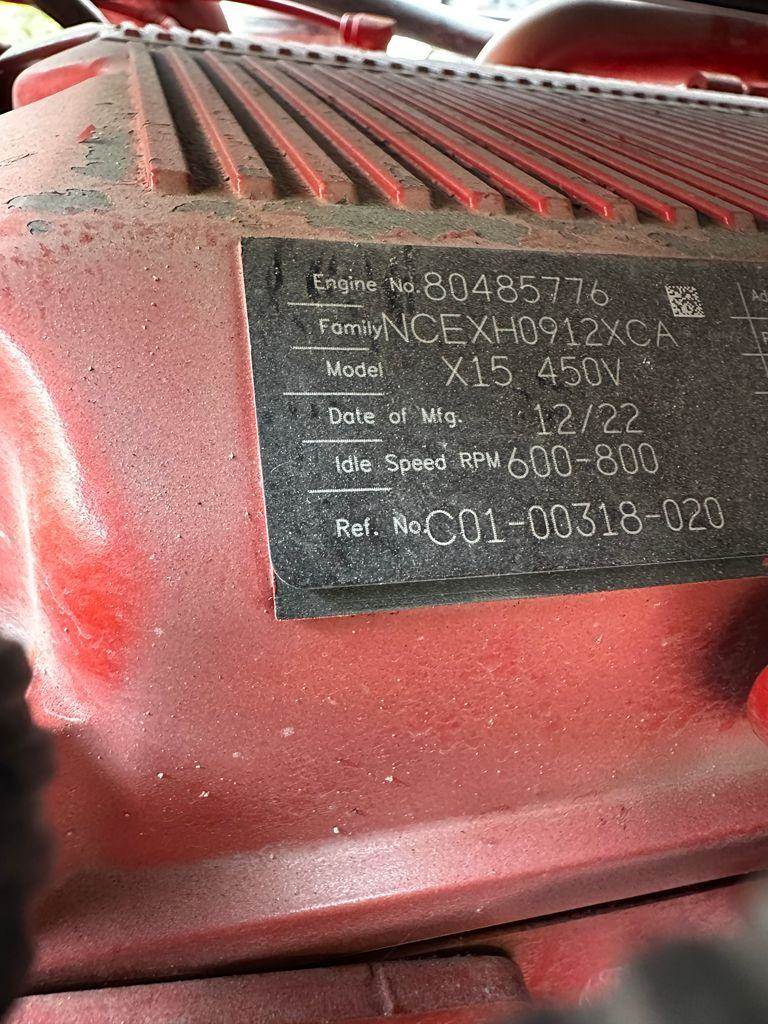 Engine No. 80485776
Family NCEXH0912XCA
Model X15 450V
Date of Mfg. 12/22
Idle Speed RPM 600-800
Ref. No. C01-00318-020